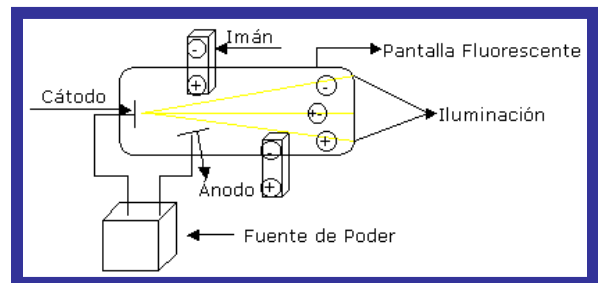 Imán
Pantalla Fluorescente
Cátodo
Iluminación
Anodo
Fuente de Poder
-
+
-
+-
+
-
+